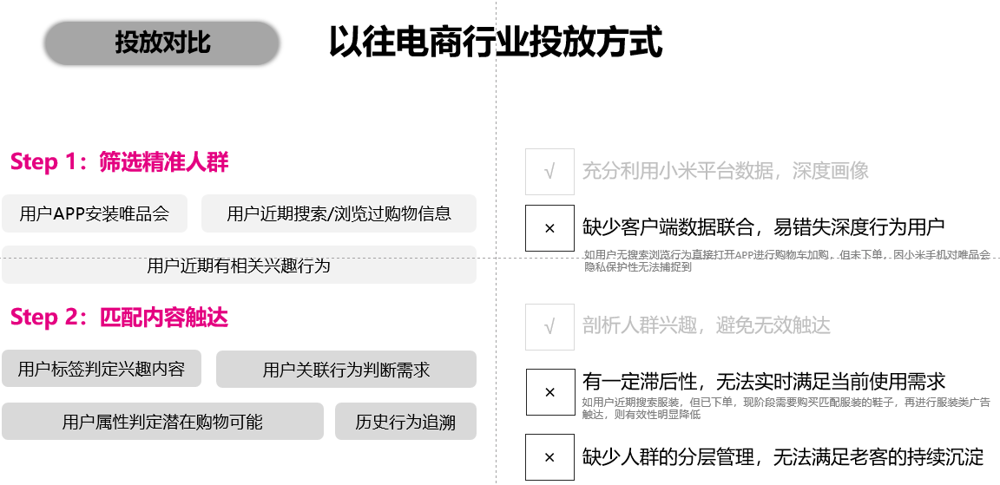 投放对比
以往电商行业投放方式
Step 1：筛选精准人群
用户APP安装唯品会
用户近期搜索/浏览过购物信息
用户近期有相关兴趣行为
√ 充分利用小米平台数据，深度画像
× 缺少客户端数据联合，易错失深度行为用户
如用户无搜索浏览行为直接打开APP进行购物车加购，但未下单，因小米手机对唯品会
隐私保护性无法捕捉到
Step 2：匹配内容触达
用户标签判定兴趣内容
用户关联行为判断需求
用户属性判定潜在购物可能
历史行为追溯
√ 剖析人群兴趣，避免无效触达
× 有一定滞后性，无法实时满足当前使用需求
如用户近期搜索服装，但已下单，现阶段需要购买匹配服装的鞋子，再进行服装类广告
触达，则有效性明显降低
× 缺少人群的分层管理，无法满足老客的持续沉淀